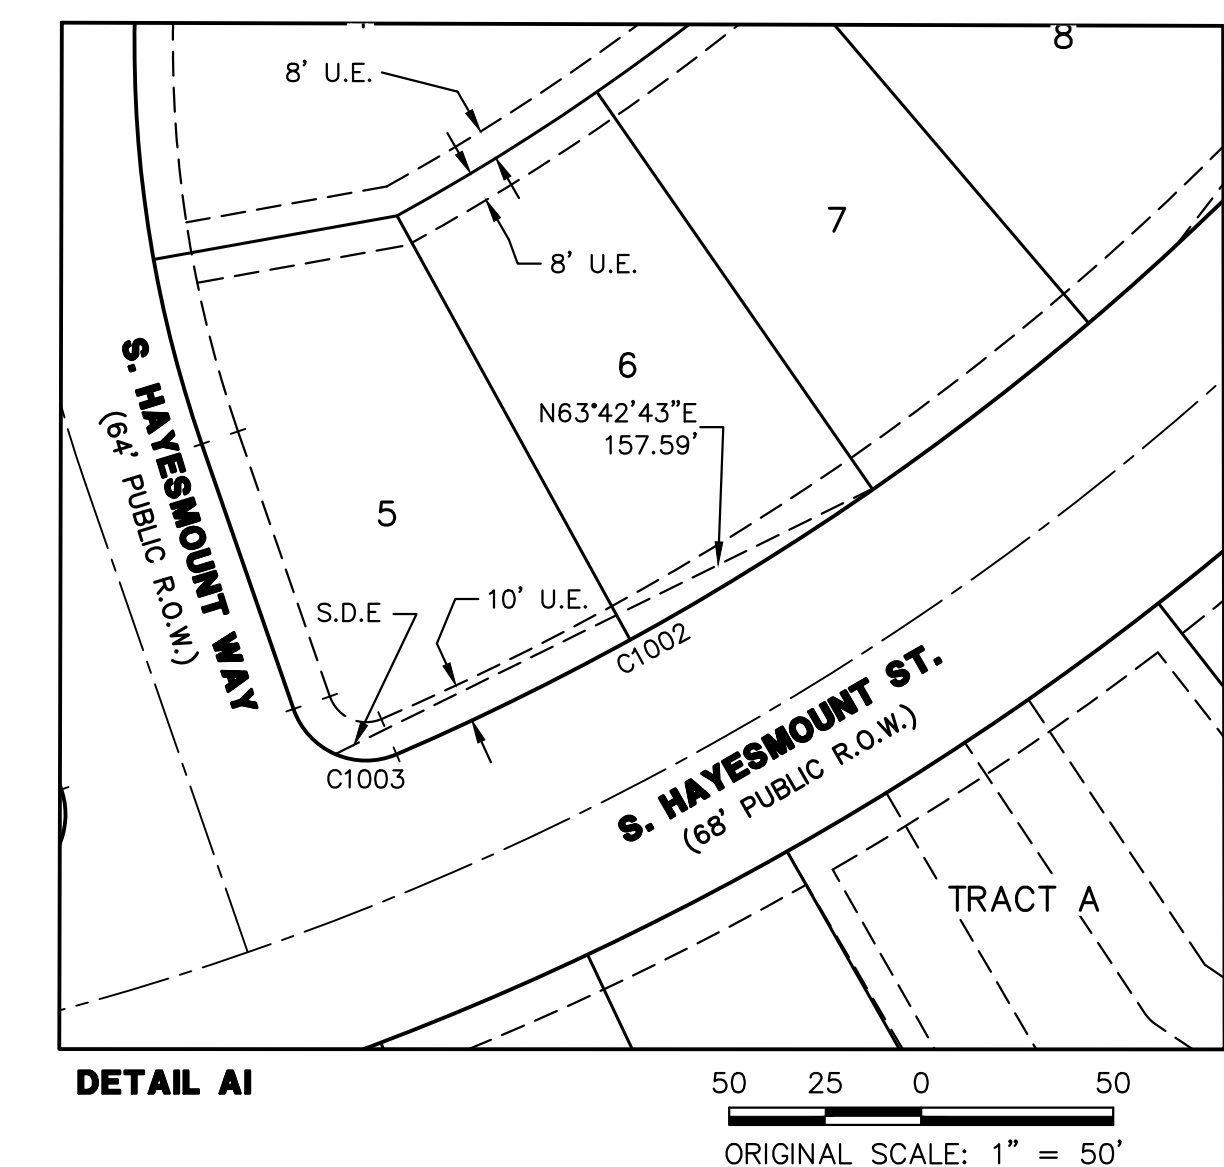 8
8' U.E.
7
8' U.E.
6
N63°42'43"E
157.59'
S. HAYESMOUNT WAY
(64' PUBLIC R.O.W.)
5
S.D.E
10' U.E.
C1002
C1003
S. HAYESMOUNT ST.
(68' PUBLIC R.O.W.)
TRACT A
DETAIL AI
50 25 0 50
ORIGINAL SCALE: 1" = 50'